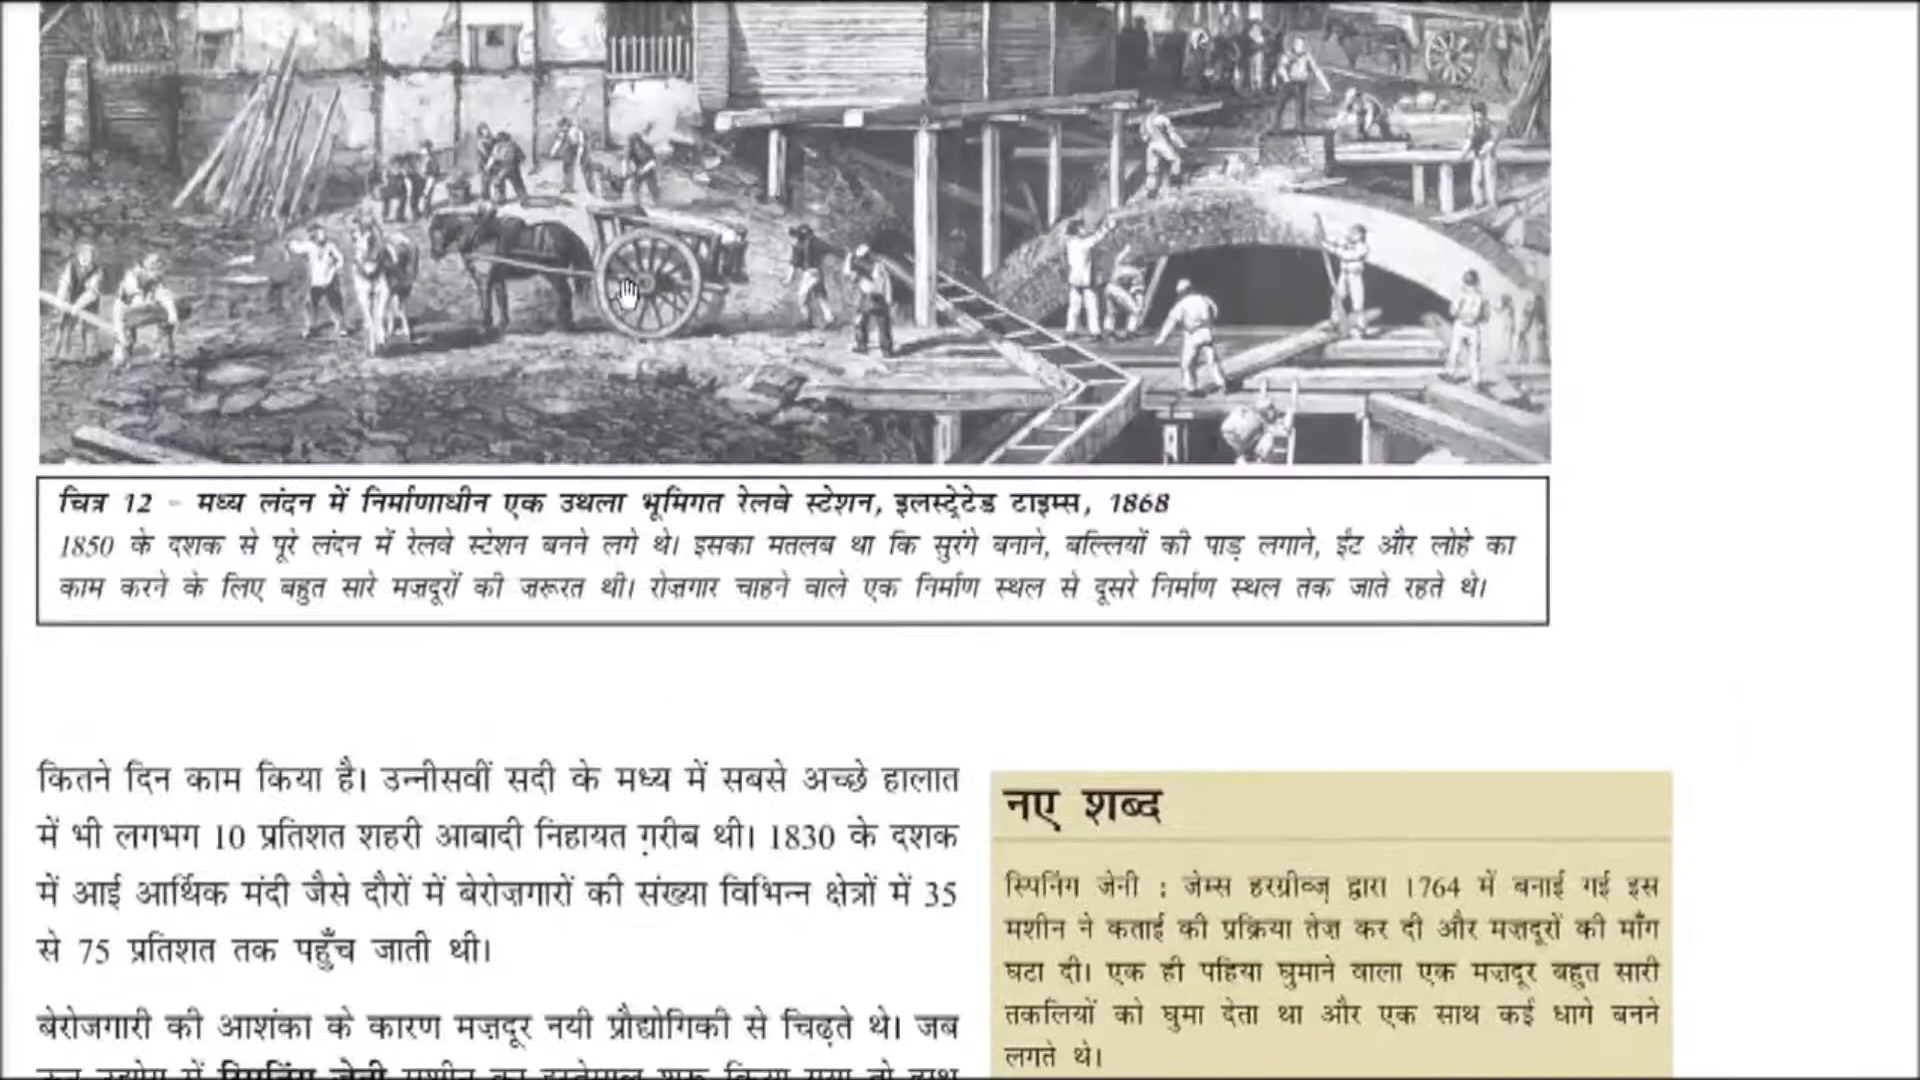 चित्र 12 - मध्य लंदन में निर्माणाधीन एक उथला भूमिगत रेलवे स्टेशन, इलस्ट्रेटेड टाइम्स, 1868
1850 के दशक से पूरे लंदन में रेलवे स्टेशन बनने लगे थे। इसका मतलब था कि सुरंगे बनाने, बल्लियों की पाड़ लगाने, ईंट और लोहे का
काम करने के लिए बहुत सारे मज़दूरों की ज़रूरत थी। रोज़गार चाहने वाले एक निर्माण स्थल से दूसरे निर्माण स्थल तक जाते रहते थे।
कितने दिन काम किया है। उन्नीसवीं सदी के मध्य में सबसे अच्छे हालात
में भी लगभग 10 प्रतिशत शहरी आबादी निहायत ग़रीब थी। 1830 के दशक
में आई आर्थिक मंदी जैसे दौरों में बेरोज़गारों की संख्या विभिन्न क्षेत्रों में 35
से 75 प्रतिशत तक पहुँच जाती थी।
बेरोजगारी की आशंका के कारण मज़दूर नयी प्रौद्योगिकी से चिढ़ते थे। जब
स्पिनिंग जेनी मशीन का इस्तेमाल शुरू किया गया तो हाथ
नए शब्द
स्पिनिंग जेनी : जेम्स हरग्रीव्ज़ द्वारा 1764 में बनाई गई इस
मशीन ने कताई की प्रक्रिया तेज़ कर दी और मज़दूरों की माँग
घटा दी। एक ही पहिया घुमाने वाला एक मज़दूर बहुत सारी
तकलियों को घुमा देता था और एक साथ कई धागे बनने
लगते थे।